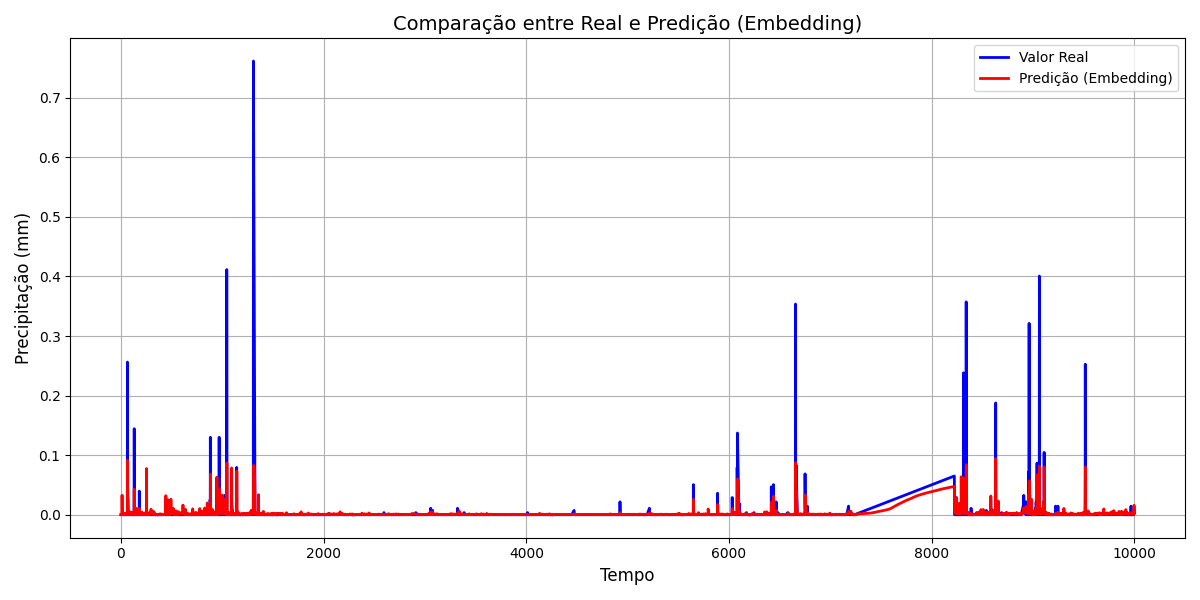 Comparação entre Real e Predição (Embedding)
Valor Real
Predição (Embedding)
Precipitação (mm)
0.7
0.6
0.5
0.4
0.3
0.2
0.1
0.0
0 2000 4000 6000 8000 10000
Tempo